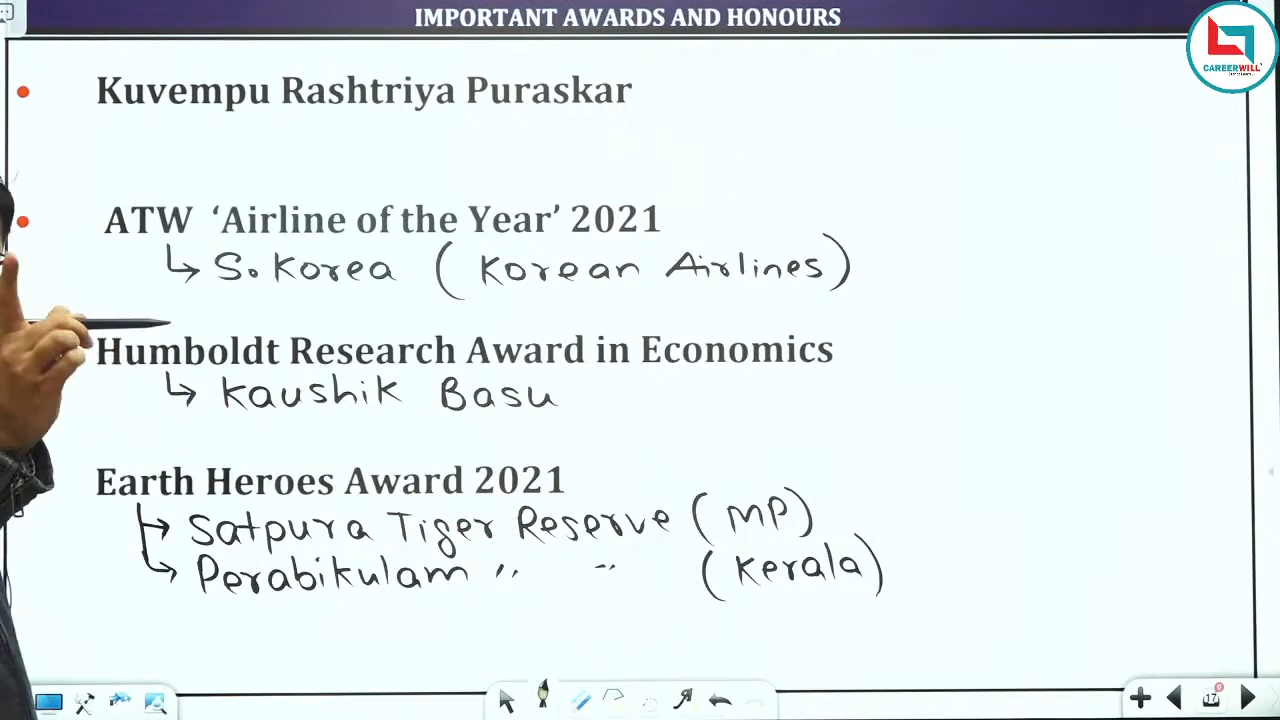 IMPORTANT AWARDS AND HONOURS
CAREERWILL
Kuvempu Rashtriya Puraskar
ATW ‘Airline of the Year’ 2021
S. Korea ( Korean Airlines )
Humboldt Research Award in Economics
Kaushik Basu
Earth Heroes Award 2021
Satpura Tiger Reserve ( MP )
Perabikulam " " ( Kerala )
17